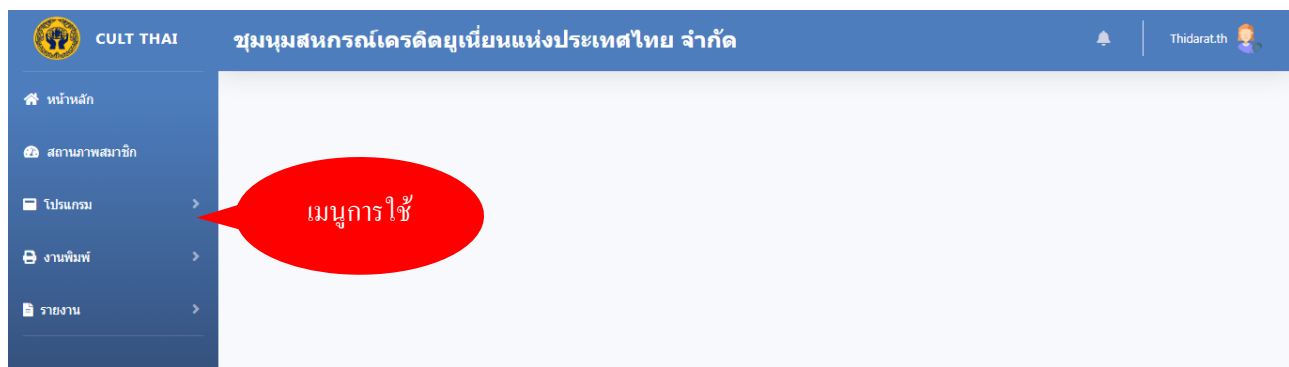 CULT THAI
ชุมนุมสหกรณ์เครดิตยูเนี่ยนแห่งประเทศไทย จำกัด
Thidarat.th
หน้าหลัก
สถานภาพสมาชิก
โปรแกรม
งานพิมพ์
รายงาน
เมนูการใช้